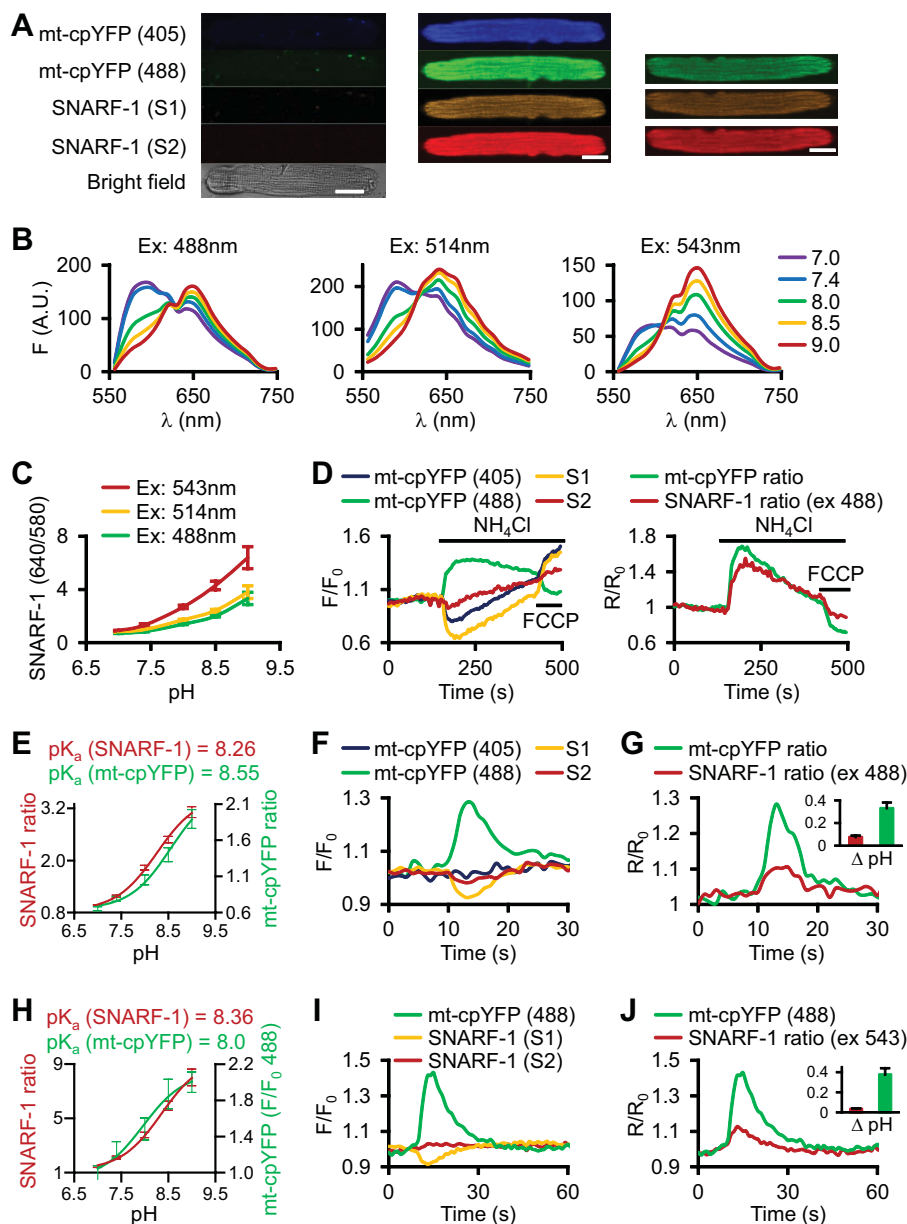 A
mt-cpYFP (405)
mt-cpYFP (488)
SNARF-1 (S1)
SNARF-1 (S2)
Bright field
B
Ex: 488nm
Ex: 514nm
Ex: 543nm
F (A.U.)
200
100
0
550 650 750
λ (nm)
200
100
0
550 650 750
λ (nm)
150
100
50
0
550 650 750
λ (nm)
7.0
7.4
8.0
8.5
9.0
C
Ex: 543nm
Ex: 514nm
Ex: 488nm
SNARF-1 (640/580)
8
4
0
6.5 7.5 8.5 9.5
pH
D
mt-cpYFP (405)
mt-cpYFP (488)
S1
S2
NH4Cl
FCCP
F/F0
1.6
1.0
0.6
0 250 500
Time (s)
mt-cpYFP ratio
SNARF-1 ratio (ex 488)
NH4Cl
FCCP
R/R0
1.8
1.4
1
0.6
0 250 500
Time (s)
E
pKa (SNARF-1) = 8.26
pKa (mt-cpYFP) = 8.55
SNARF-1 ratio
3.2
2.0
0.8
mt-cpYFP ratio
2.1
1.6
1.1
0.6
6.5 7.5 8.5 9.5
pH
F
mt-cpYFP (405)
mt-cpYFP (488)
S1
S2
F/F0
1.3
1.1
0.9
0 10 20 30
Time (s)
G
mt-cpYFP ratio
SNARF-1 ratio (ex 488)
R/R0
1.3
1.2
1.1
1
0 10 20 30
Time (s)
0.4
0.2
0
Δ pH
H
pKa (SNARF-1) = 8.36
pKa (mt-cpYFP) = 8.0
SNARF-1 ratio
9
5
1
mt-cpYFP (F/F0 488)
2.2
1.8
1.4
1.0
6.5 7.5 8.5 9.5
pH
I
mt-cpYFP (488)
SNARF-1 (S1)
SNARF-1 (S2)
F/F0
1.5
1.3
1.1
0.9
0 30 60
Time (s)
J
mt-cpYFP (488)
SNARF-1 ratio (ex 543)
R/R0
1.5
1.3
1.1
0.9
0 30 60
Time (s)
0.4
0.2
0
Δ pH